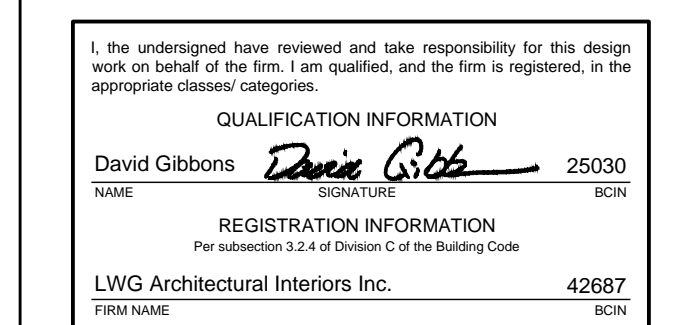 I, the undersigned have reviewed and take responsibility for this design
work on behalf of the firm. I am qualified, and the firm is registered, in the
appropriate classes/ categories.
QUALIFICATION INFORMATION
David Gibbons David Gibb 25030
NAME SIGNATURE BCIN
REGISTRATION INFORMATION
Per subsection 3.2.4 of Division C of the Building Code
LWG Architectural Interiors Inc. 42687
FIRM NAME BCIN